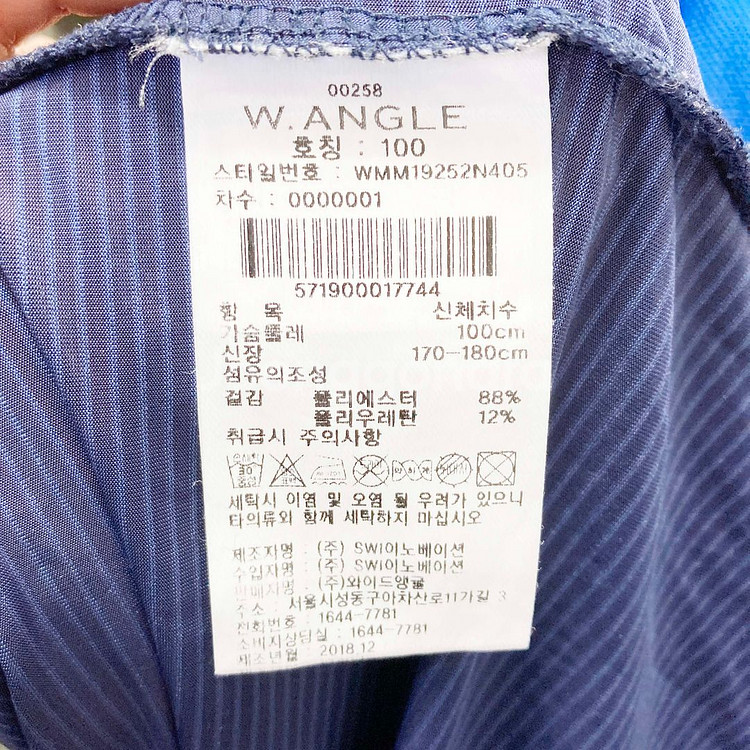 00258
W.ANGLE
호칭 : 100
스타일번호 : WMM19252N405
차수 : 0000001
571900017744
항 목 신체치수
가슴둘레 100cm
신장 170-180cm
섬유의조성
겉감 폴리에스터 88%
폴리우레탄 12%
취급시 주의사항
세탁시 이염 및 오염 될 우려가 있으니
타의류와 함께 세탁하지 마십시오
제조자명 : (주) SWi이노베이션
수입자명 : (주) SWi이노베이션
판매자명 : (주)와이드앵글
주소 : 서울시성동구아차산로11가길 3
전화번호 : 1644-7781
소비자상담실 : 1644-7781
제조년월 : 2018.12